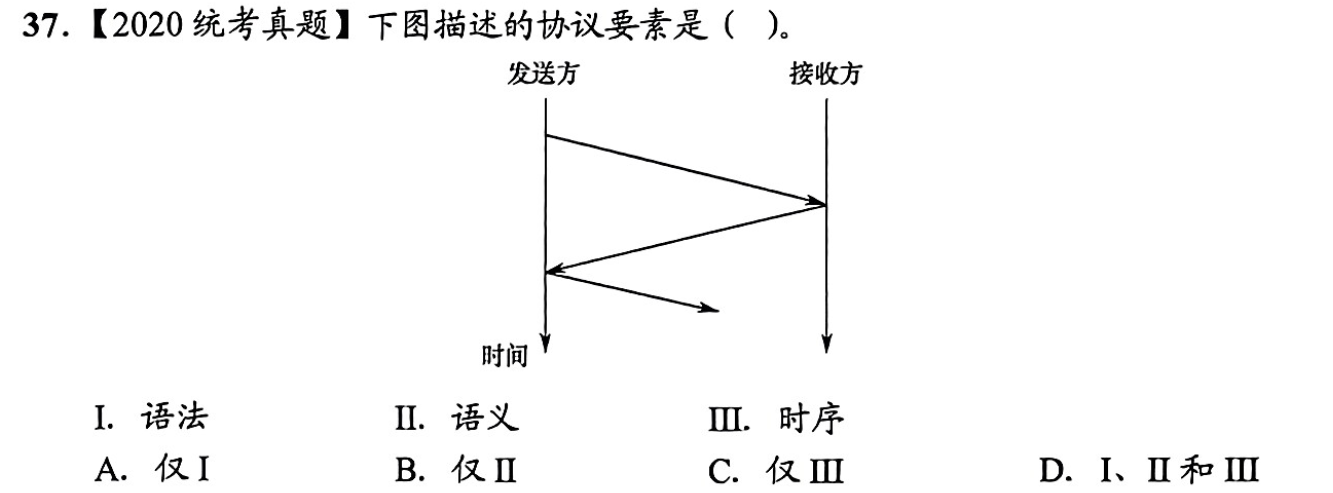 37.【2020 统考真题】下图描述的协议要素是（ ）。
发送方 接收方
时间
I. 语法 II. 语义 III. 时序
A. 仅 I B. 仅 II C. 仅 III D. I、II 和 III